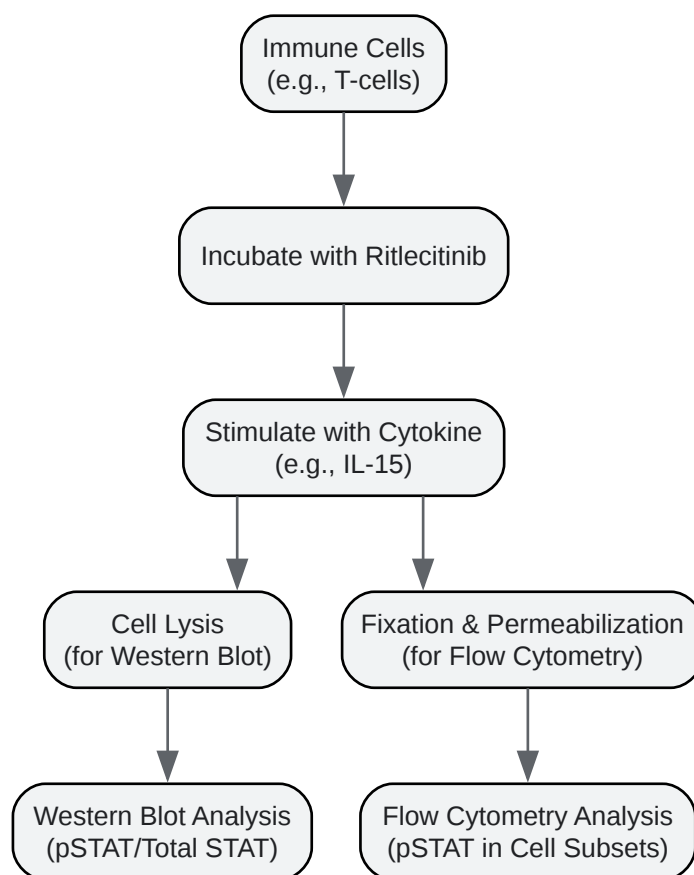 Immune Cells
(e.g., T-cells)
Incubate with Ritlecitinib
Stimulate with Cytokine
(e.g., IL-15)
Cell Lysis
(for Western Blot)
Fixation & Permeabilization
(for Flow Cytometry)
Western Blot Analysis
(pSTAT/Total STAT)
Flow Cytometry Analysis
(pSTAT in Cell Subsets)